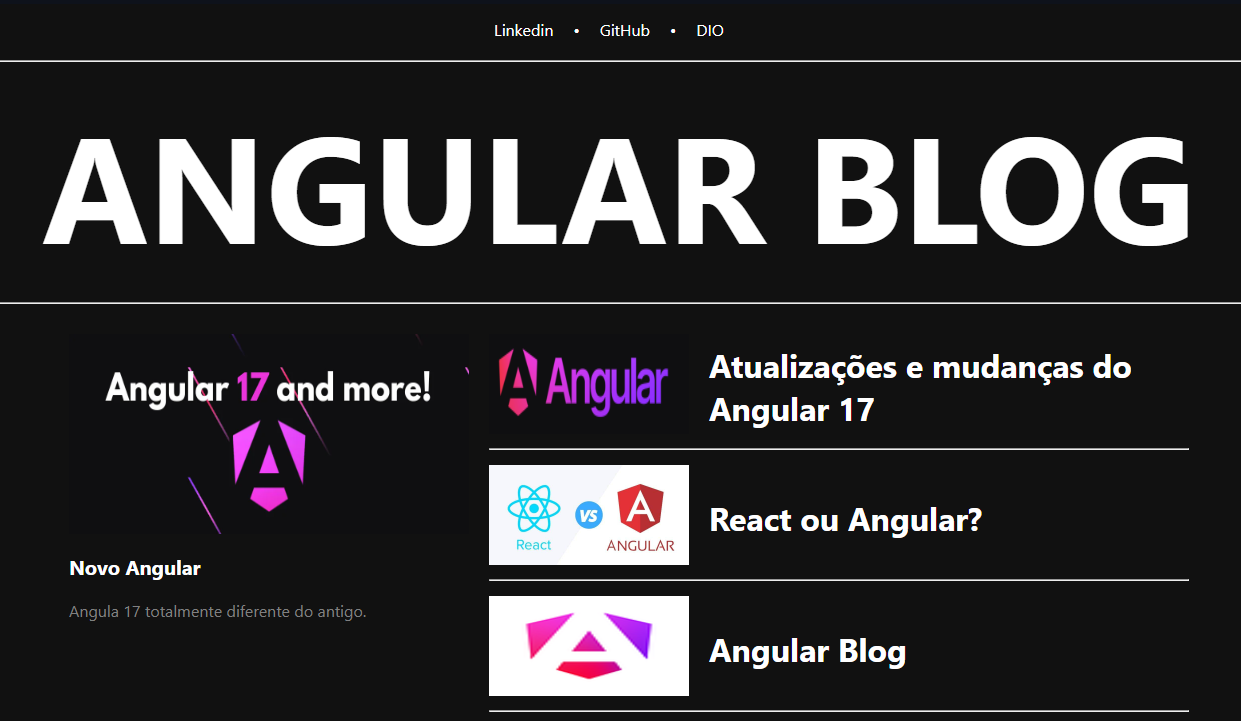 Linkedin • GitHub • DIO
ANGULAR BLOG
Angular 17 and more!
Novo Angular
Angula 17 totalmente diferente do antigo.
Angular
Atualizações e mudanças do
Angular 17
React
VS
ANGULAR
React ou Angular?
Angular Blog